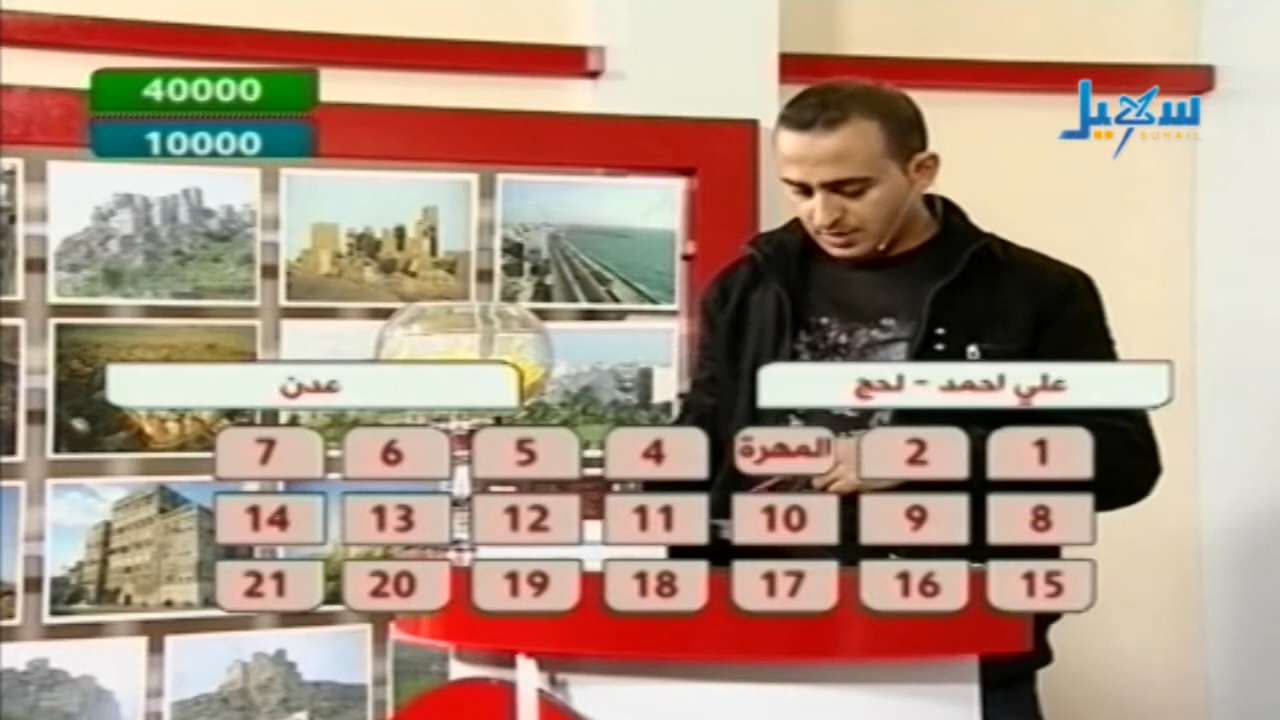 40000
10000
سهيل
SUHAIL
علي احمد - لحج
عدن
1 2 المهرة 4 5 6 7
8 9 10 11 12 13 14
15 16 17 18 19 20 21